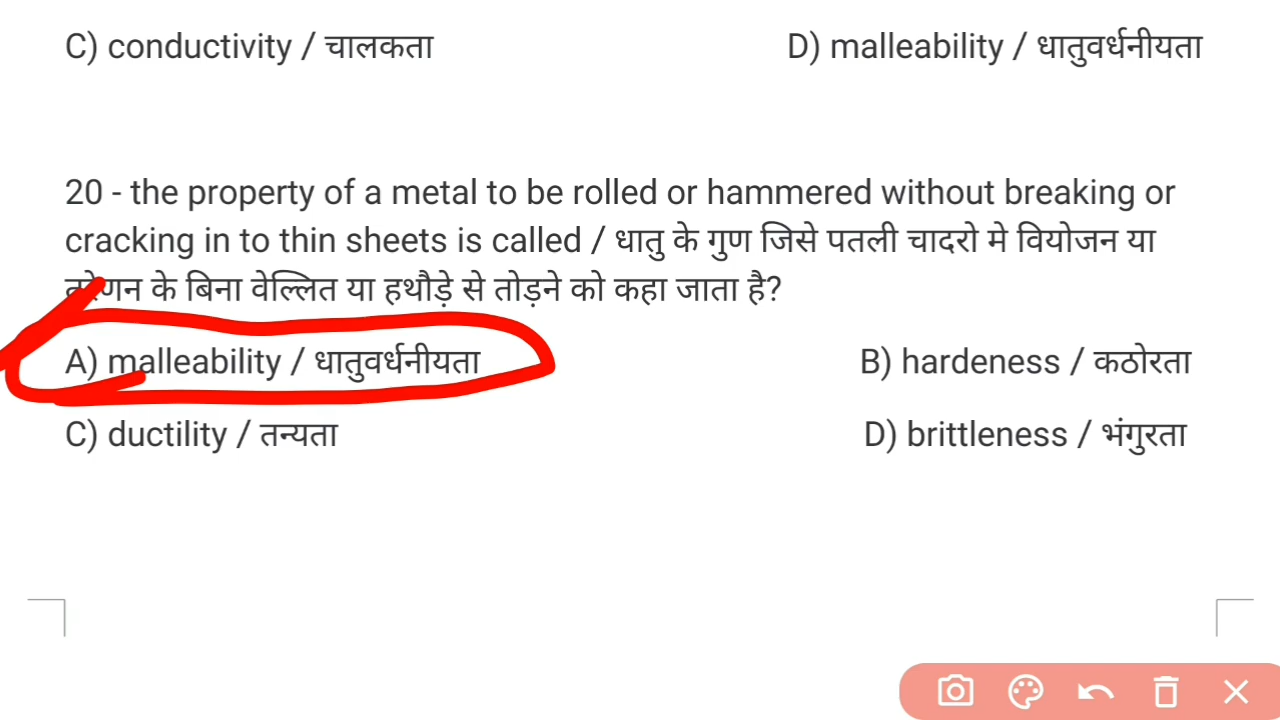 C) conductivity / चालकता D) malleability / धातुवर्धनीयता
20 - the property of a metal to be rolled or hammered without breaking or
cracking in to thin sheets is called / धातु के गुण जिसे पतली चादरो मे वियोजन या
के बिना वेल्लित या हथौड़े से तोड़ने को कहा जाता है?
A) malleability / धातुवर्धनीयता B) hardeness / कठोरता
C) ductility / तन्यता D) brittleness / भंगुरता